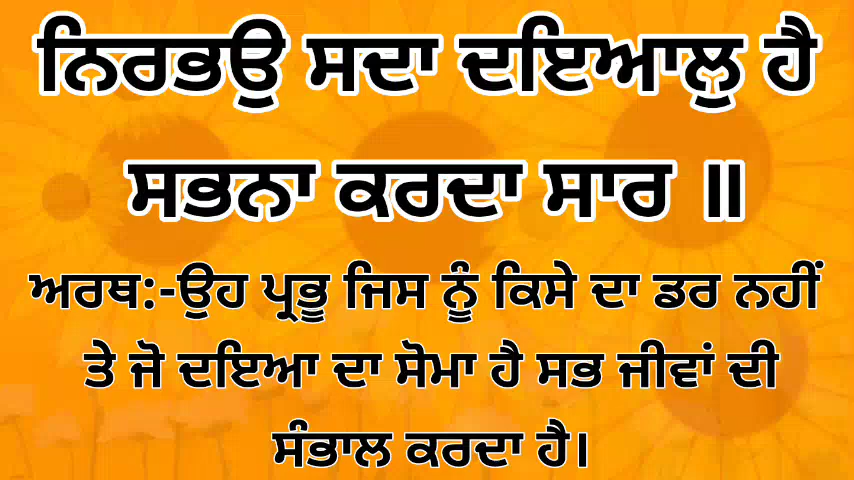 ਨਿਰਭਉ ਸਦਾ ਦਇਆਲੁ ਹੈ
ਸਭਨਾ ਕਰਦਾ ਸਾਰ ॥
ਅਰਥ:-ਉਹ ਪ੍ਰਭੂ ਜਿਸ ਨੂੰ ਕਿਸੇ ਦਾ ਡਰ ਨਹੀਂ
ਤੇ ਜੋ ਦਇਆ ਦਾ ਸੋਮਾ ਹੈ ਸਭ ਜੀਵਾਂ ਦੀ
ਸੰਭਾਲ ਕਰਦਾ ਹੈ।